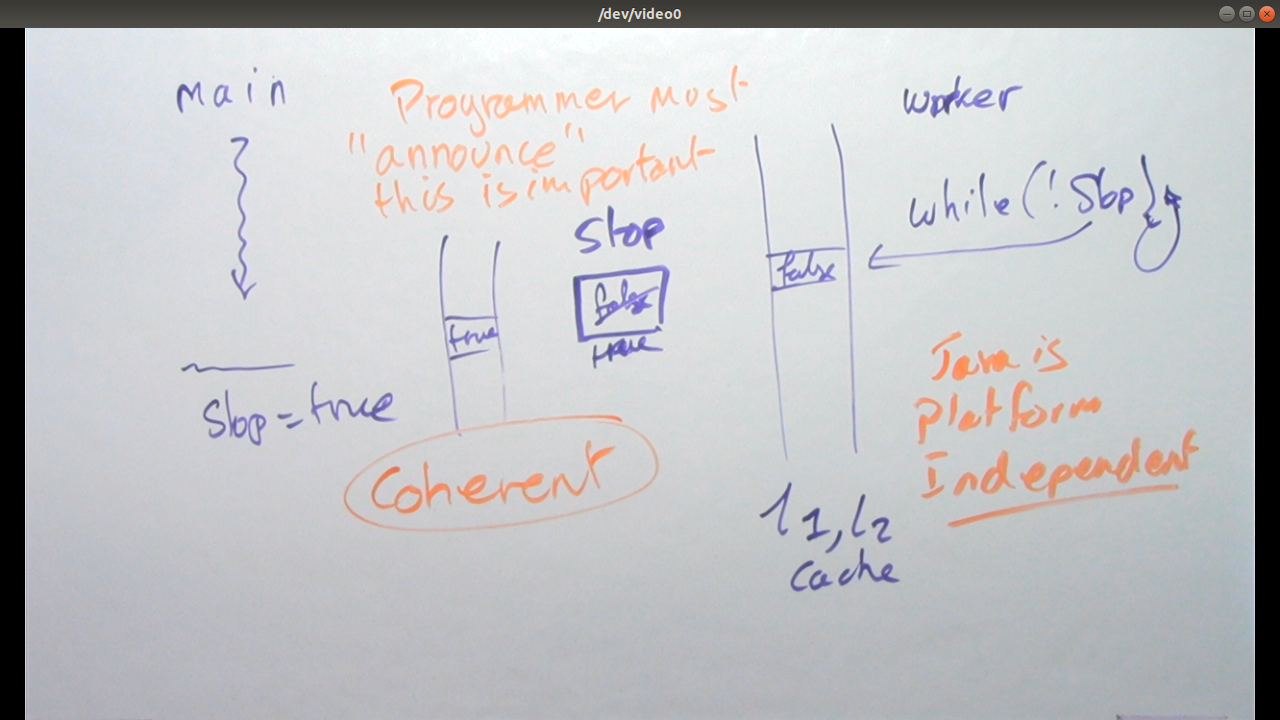 /dev/video0
main
Programmer must
"announce"
this is important
worker
while(!Stop);
Stop
false
false
true
true
Stop=true
Java is
Platform
Independent
Coherent
l1, l2
cache